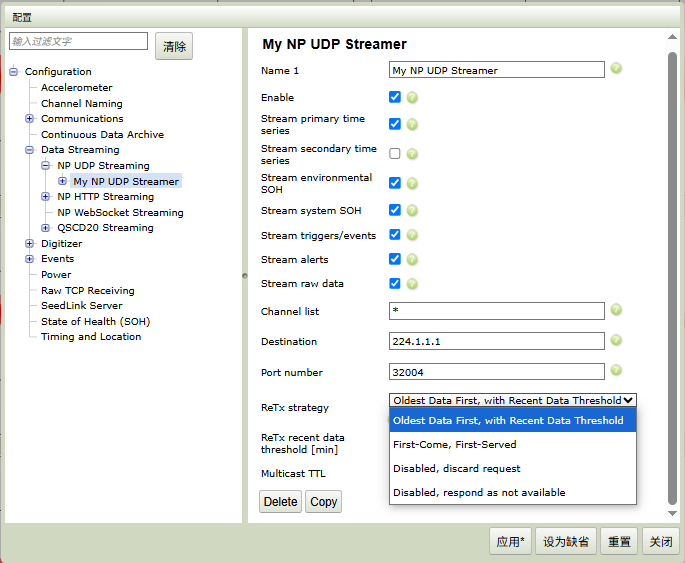 配置
输入过滤文字
清除
Configuration
Accelerometer
Channel Naming
Communications
Continuous Data Archive
Data Streaming
NP UDP Streaming
My NP UDP Streamer
NP HTTP Streaming
NP WebSocket Streaming
QSCD20 Streaming
Digitizer
Events
Power
Raw TCP Receiving
SeedLink Server
State of Health (SOH)
Timing and Location
My NP UDP Streamer
Name 1 My NP UDP Streamer
Enable
Stream primary time
series
Stream secondary time
series
Stream environmental
SOH
Stream system SOH
Stream triggers/events
Stream alerts
Stream raw data
Channel list *
Destination 224.1.1.1
Port number 32004
ReTx strategy Oldest Data First, with Recent Data Threshold
Oldest Data First, with Recent Data Threshold
First-Come, First-Served
Disabled, discard request
Disabled, respond as not available
ReTx recent data
threshold [min]
Multicast TTL
Delete Copy
应用* 设为缺省 重置 关闭